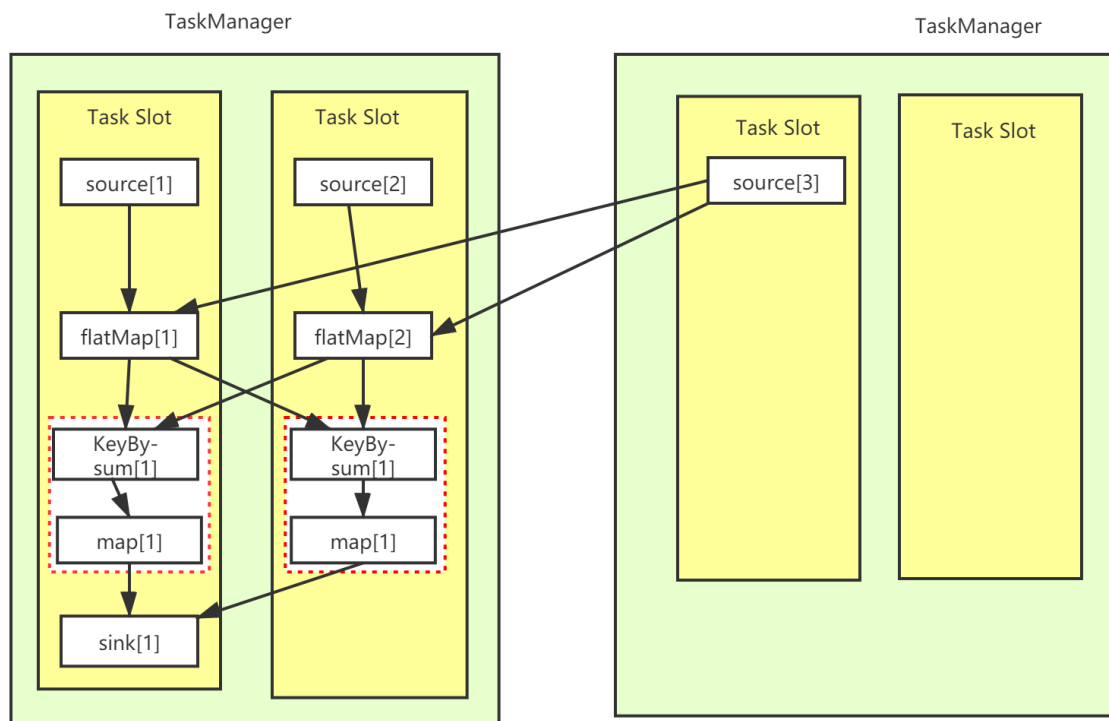 TaskManager
TaskManager
Task Slot
Task Slot
Task Slot
Task Slot
source[1]
source[2]
source[3]
flatMap[1]
flatMap[2]
KeyBy-
sum[1]
KeyBy-
sum[1]
map[1]
map[1]
sink[1]